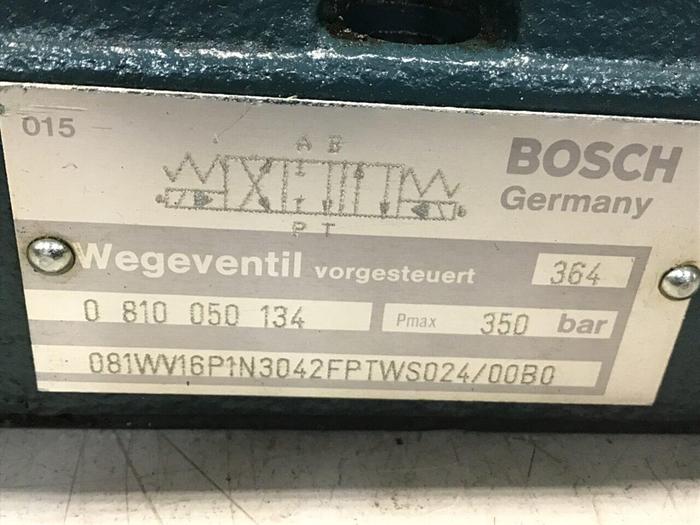 015
A B
P T
BOSCH
Germany
Wegeventil vorgesteuert 364
0 810 050 134 Pmax 350 bar
081WV16P1N3042FPTWS024/00B0